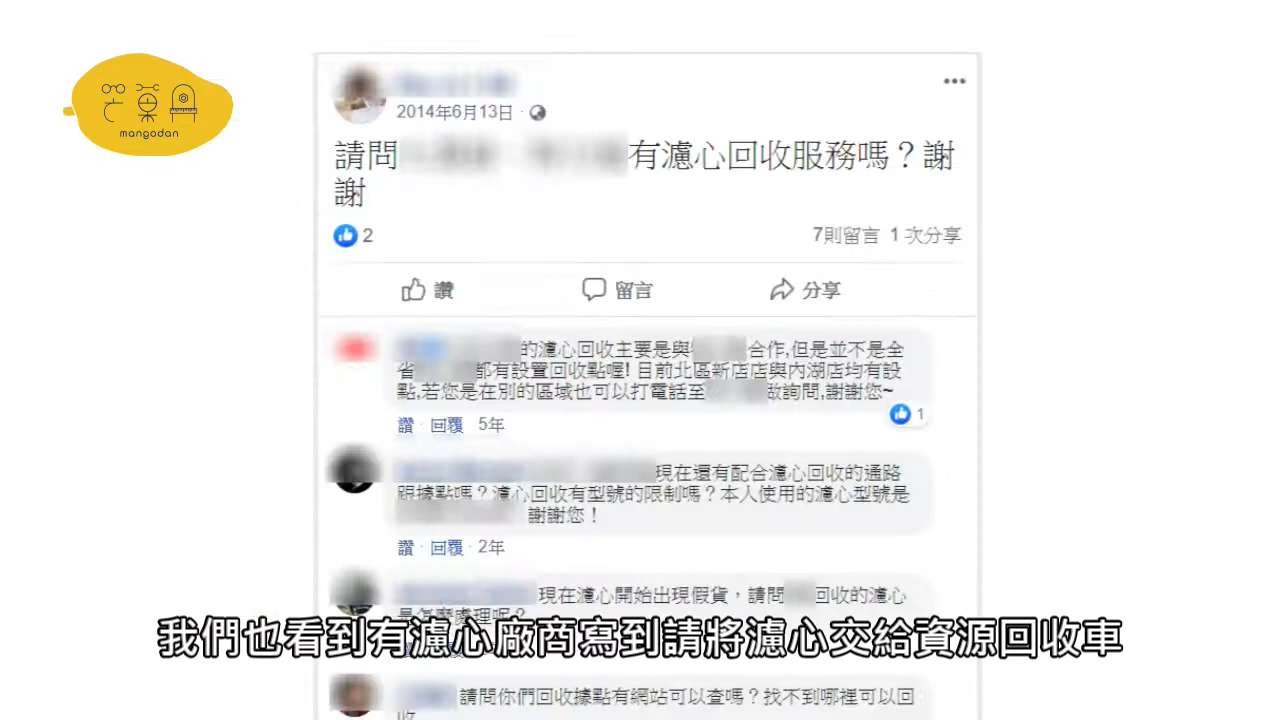 芒菓冊
mangodan
2014年6月13日
請問 有濾心回收服務嗎？謝
謝
2
7則留言 1 次分享
讚 留言 分享
的濾心回收主要是與 合作,但是並不是全
省 都有設置回收點喔! 目前北區新店店與內湖店均有設
點,若您是在別的區域也可以打電話至 做詢問,謝謝您~
1
讚 · 回覆 · 5年
現在還有配合濾心回收的通路
跟據點嗎？濾心回收有型號的限制嗎？本人使用的濾心型號是
謝謝您！
讚 · 回覆 · 2年
現在濾心開始出現假貨，請問 回收的濾心
是怎麼處理呢？
我們也看到有濾心廠商寫到請將濾心交給資源回收車
請問你們回收據點有網站可以查嗎？找不到哪裡可以回
收